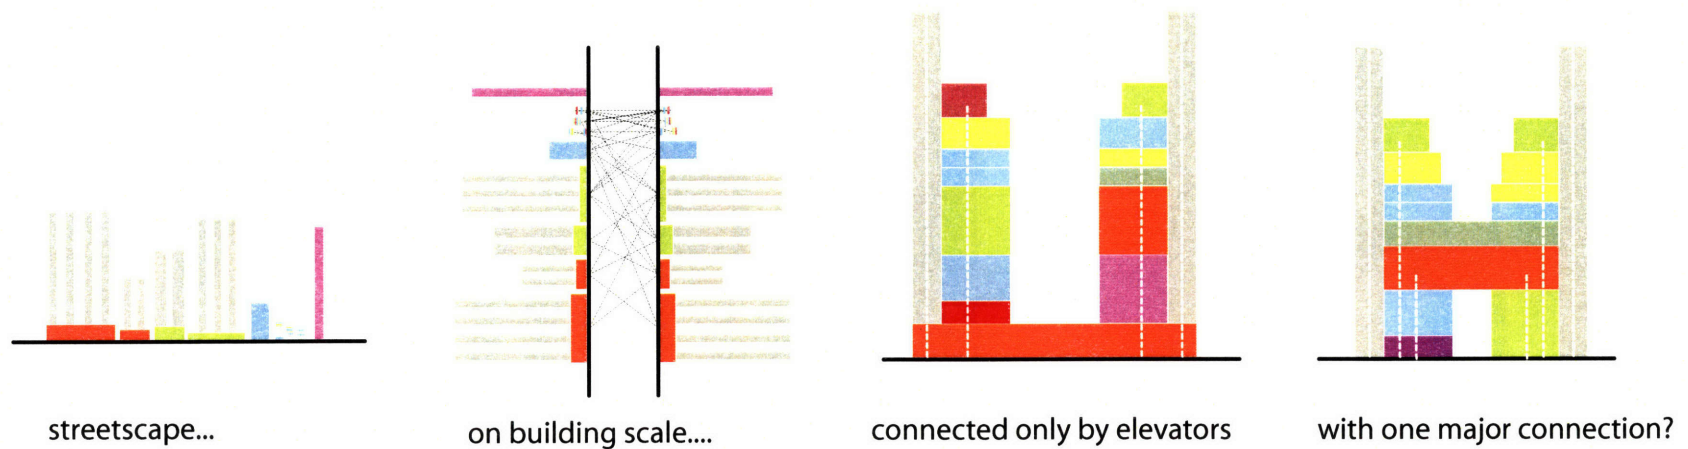 streetscape...
on building scale....
connected only by elevators
with one major connection?